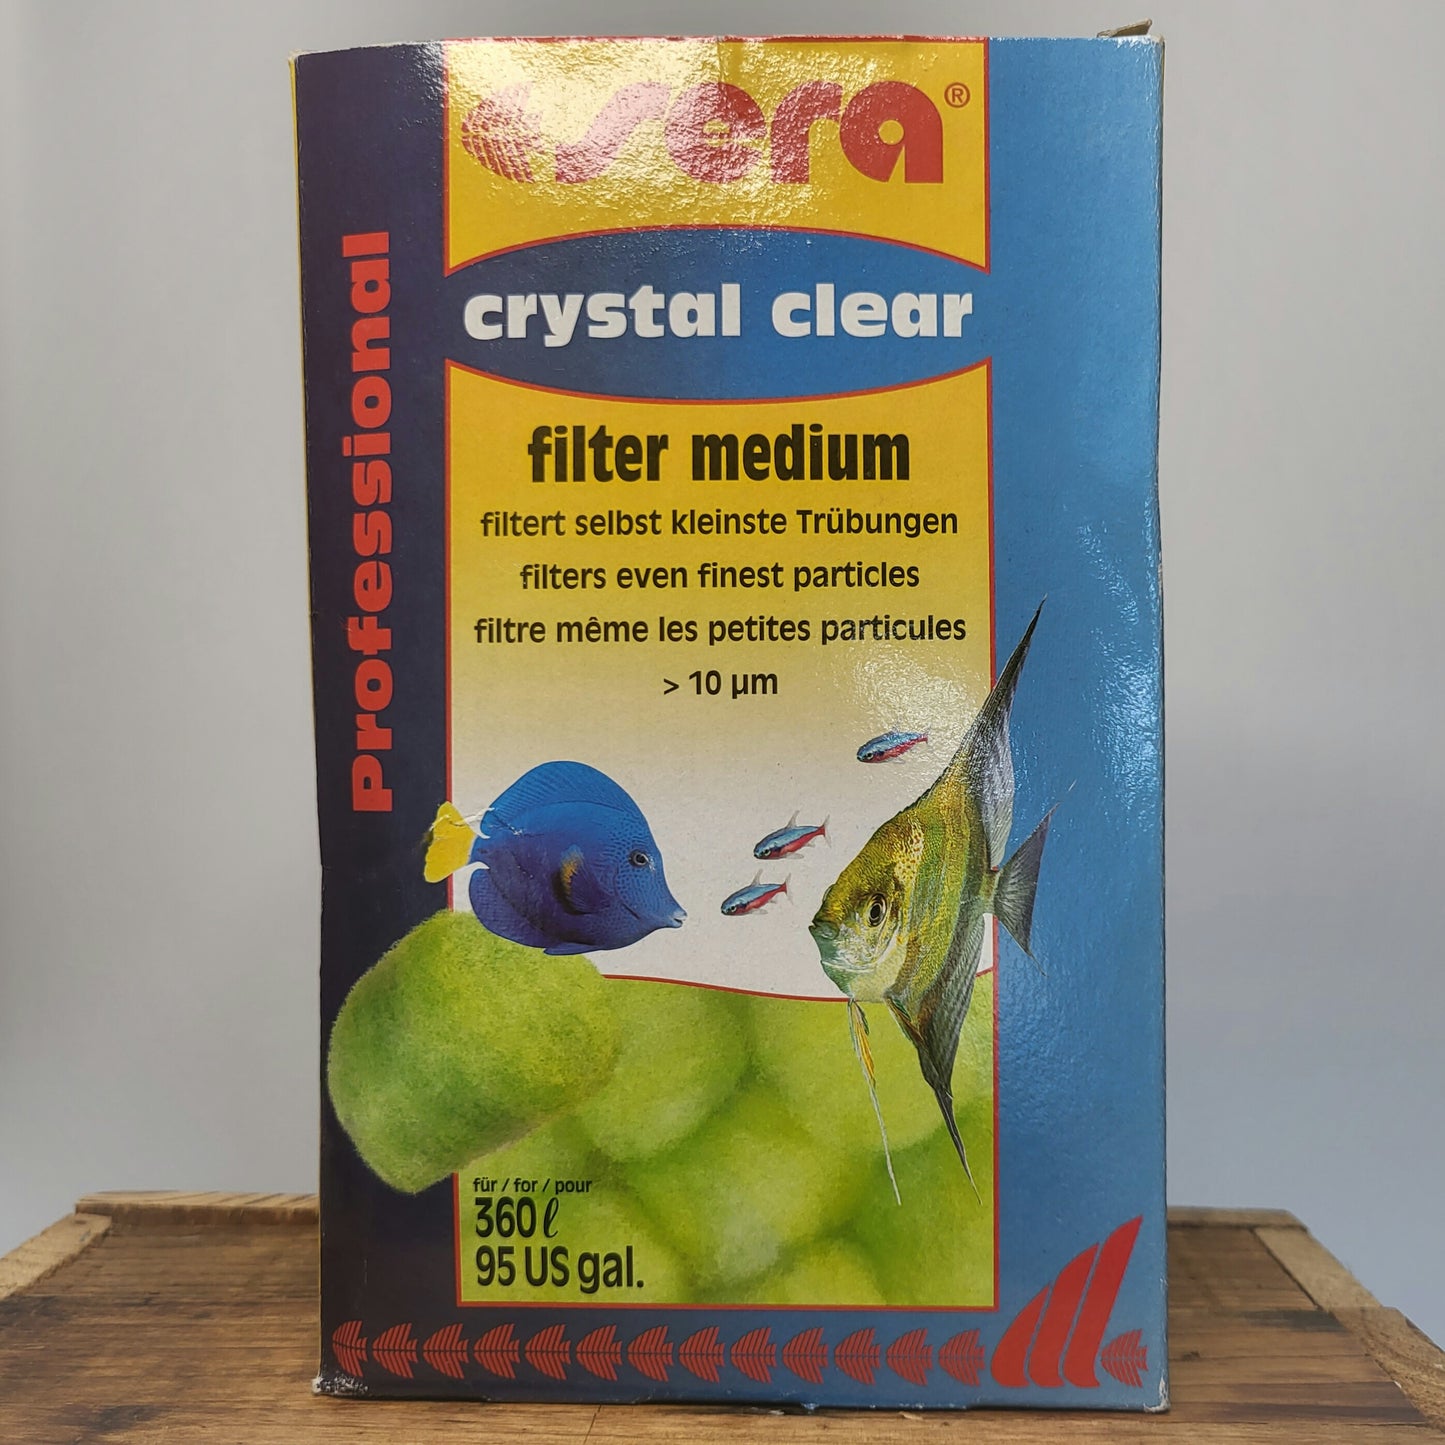 sera®
crystal clear
Professional
filter medium
filtert selbst kleinste Trübungen
filters even finest particles
filtre même les petites particules
> 10 µm
für / for / pour
360 ℓ
95 US gal.